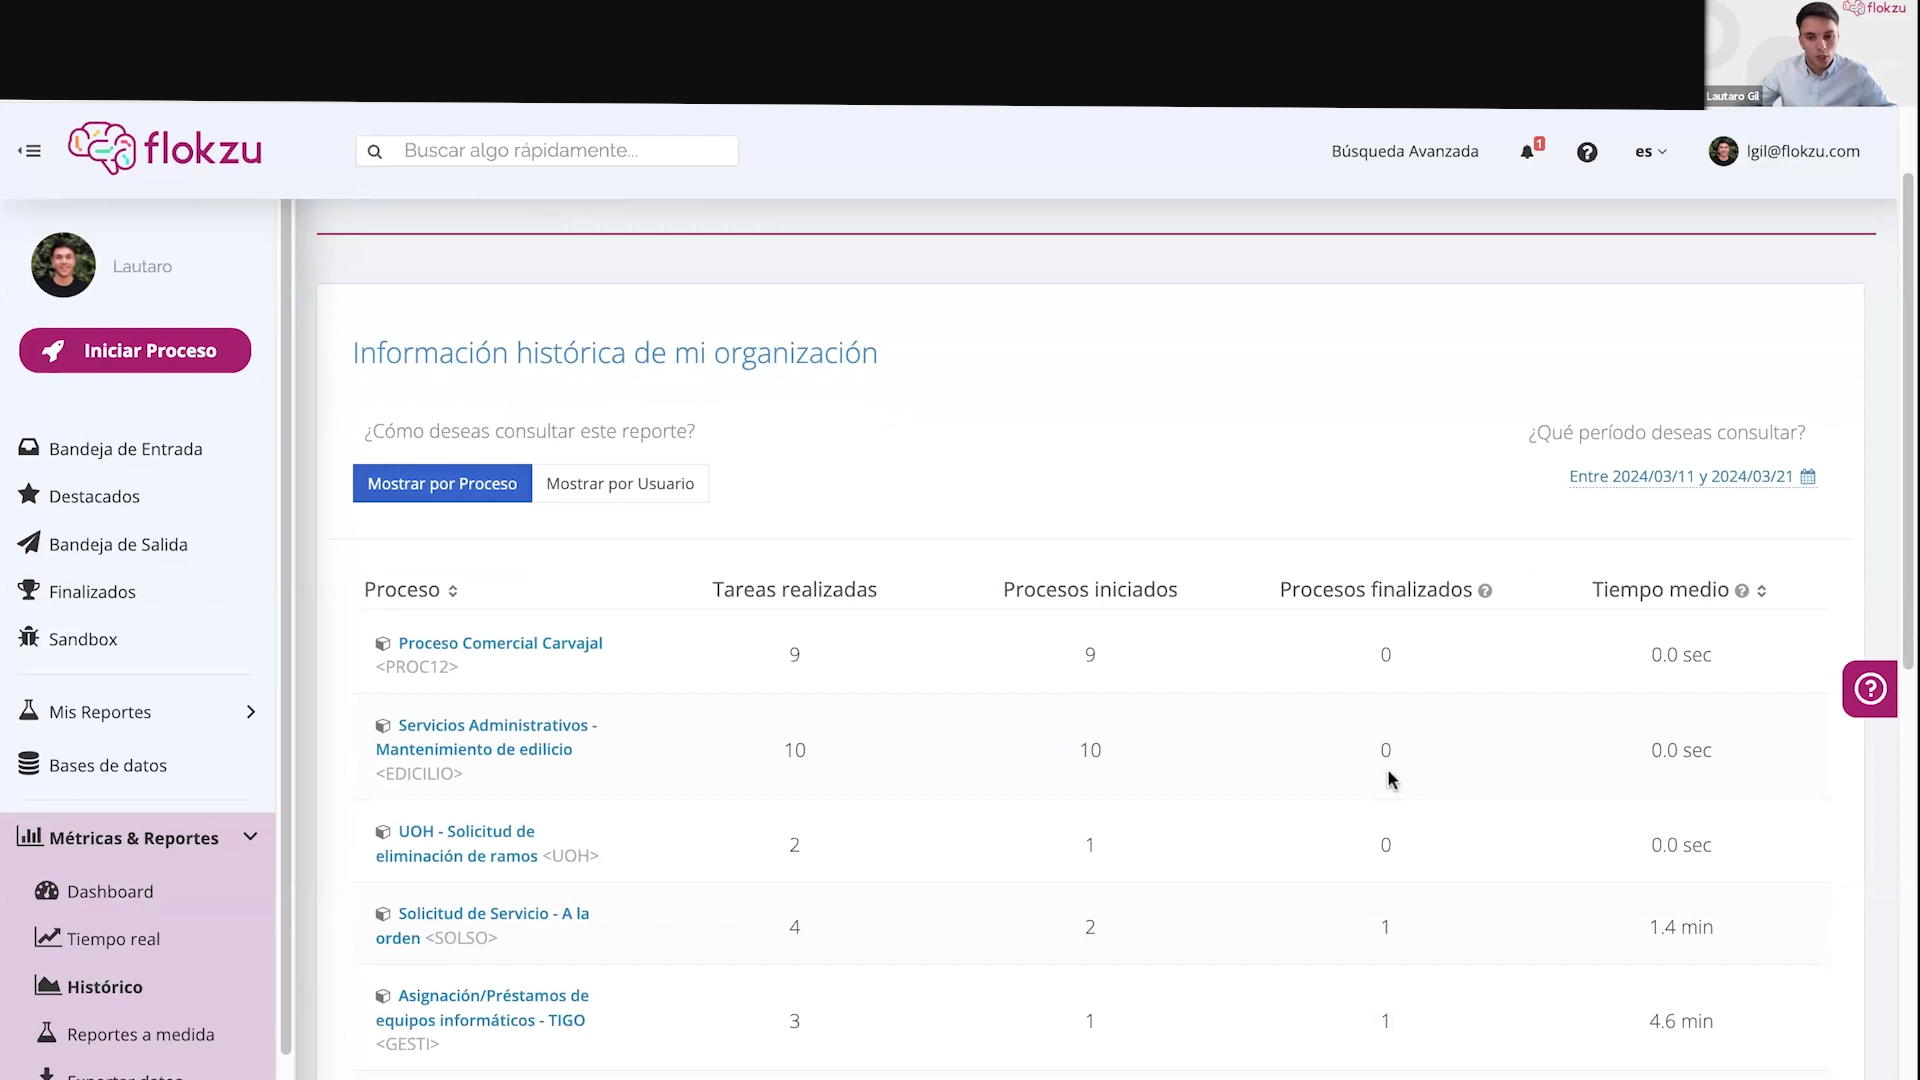 flokzu
Lautaro Gil
flokzu
Buscar algo rápidamente...
Búsqueda Avanzada
1
es
lgil@flokzu.com
Lautaro
Iniciar Proceso
Bandeja de Entrada
Destacados
Bandeja de Salida
Finalizados
Sandbox
Mis Reportes
Bases de datos
Métricas & Reportes
Dashboard
Tiempo real
Histórico
Reportes a medida
Información histórica de mi organización
¿Cómo deseas consultar este reporte?
¿Qué período deseas consultar?
Mostrar por Proceso Mostrar por Usuario
Entre 2024/03/11 y 2024/03/21
Proceso Tareas realizadas Procesos iniciados Procesos finalizados Tiempo medio
Proceso Comercial Carvajal
<PROC12>
9 9 0 0.0 sec
Servicios Administrativos -
Mantenimiento de edilicio
<EDICILIO>
10 10 0 0.0 sec
UOH - Solicitud de
eliminación de ramos <UOH>
2 1 0 0.0 sec
Solicitud de Servicio - A la
orden <SOLSO>
4 2 1 1.4 min
Asignación/Préstamos de
equipos informáticos - TIGO
<GESTI>
3 1 1 4.6 min